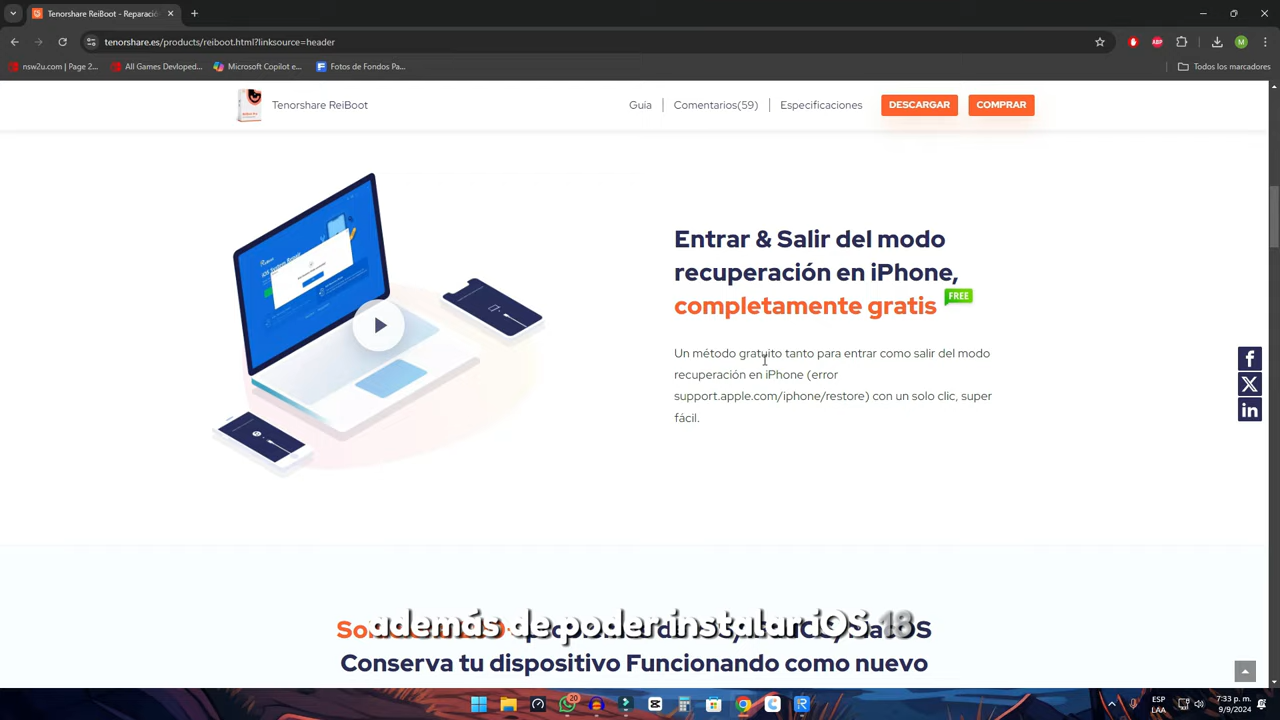 Tenorshare ReiBoot - Reparació
tenorshare.es/products/reiboot.html?linksource=header
nsw2u.com | Page 2...
All Games Devloped...
Microsoft Copilot e...
Fotos de Fondos Pa...
Todos los marcadores
Tenorshare ReiBoot
Guia
Comentarios(59)
Especificaciones
DESCARGAR
COMPRAR
Entrar & Salir del modo
recuperación en iPhone,
completamente gratis
FREE
Un método gratuito tanto para entrar como salir del modo
recuperación en iPhone (error
support.apple.com/iphone/restore) con un solo clic, super
fácil.
además de poder instalar iOS 18
MacOS
Conserva tu dispositivo Funcionando como nuevo
20
ESP
LAA
7:33 p. m.
9/9/2024